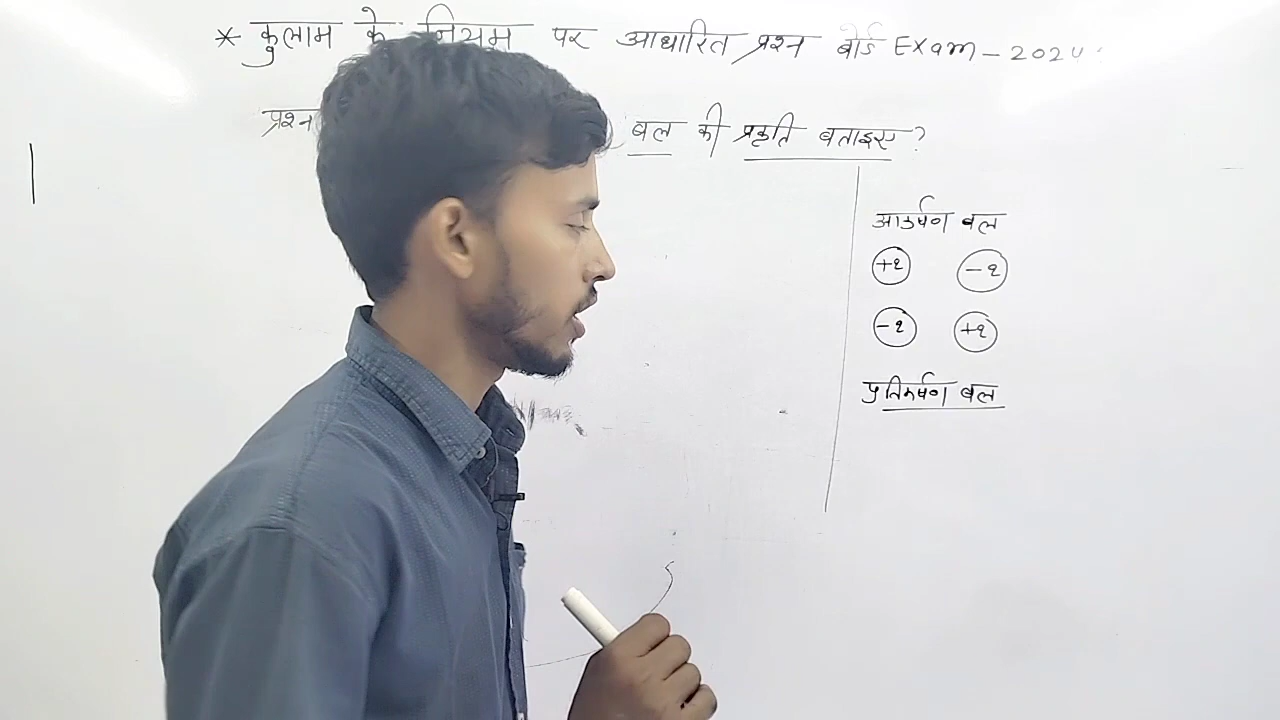 * कुलाम के नियम पर आधारित प्रश्न बोर्ड Exam - 2024
प्रश्न बल की प्रकृति बताइए ?
आकर्षण बल
+q -q
-q +q
प्रतिकर्षण बल